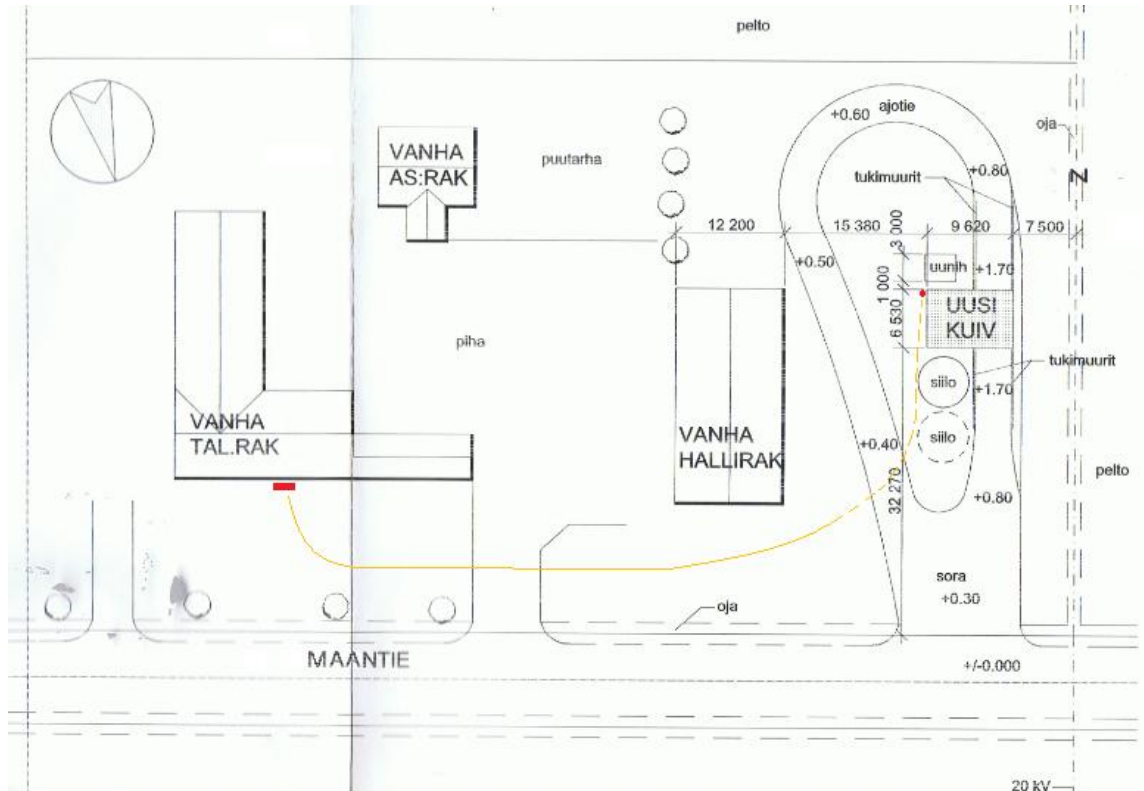 pelto
ajotie
+0.60
oja
VANHA
AS:RAK
puutarha
+0.80
tukimuurit
N
12 200
15 380
3 000
9 620
7 500
+0.50
uunih
+1.70
1 000
6 530
UUSI
KUIV
piha
tukimuurit
siilo
+1.70
VANHA
TAL.RAK
VANHA
HALLIRAK
+0.40
siilo
32 270
+0.80
pelto
sora
+0.30
oja
MAANTIE
+/-0.000
20 kV